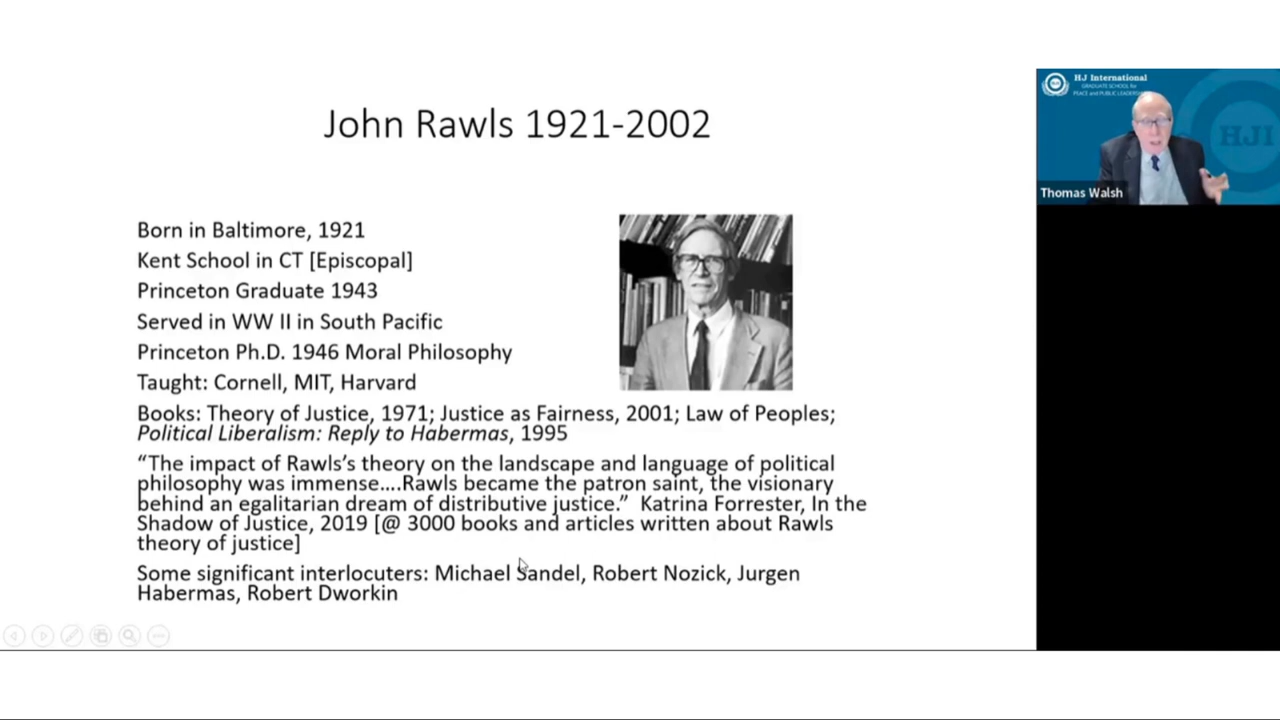 John Rawls 1921-2002
Born in Baltimore, 1921
Kent School in CT [Episcopal]
Princeton Graduate 1943
Served in WW II in South Pacific
Princeton Ph.D. 1946 Moral Philosophy
Taught: Cornell, MIT, Harvard
Books: Theory of Justice, 1971; Justice as Fairness, 2001; Law of Peoples;
Political Liberalism: Reply to Habermas, 1995
“The impact of Rawls’s theory on the landscape and language of political
philosophy was immense….Rawls became the patron saint, the visionary
behind an egalitarian dream of distributive justice.” Katrina Forrester, In the
Shadow of Justice, 2019 [@ 3000 books and articles written about Rawls
theory of justice]
Some significant interlocuters: Michael Sandel, Robert Nozick, Jurgen
Habermas, Robert Dworkin
HJ International
GRADUATE SCHOOL for
PEACE and PUBLIC LEADERSHIP
HJI
Thomas Walsh